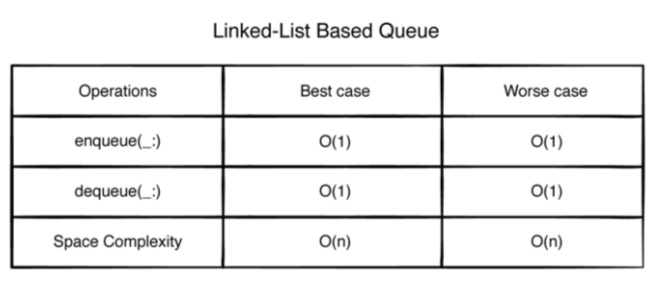 Linked-List Based Queue
Operations Best case Worse case
enqueue(_:) O(1) O(1)
dequeue(_:) O(1) O(1)
Space Complexity O(n) O(n)